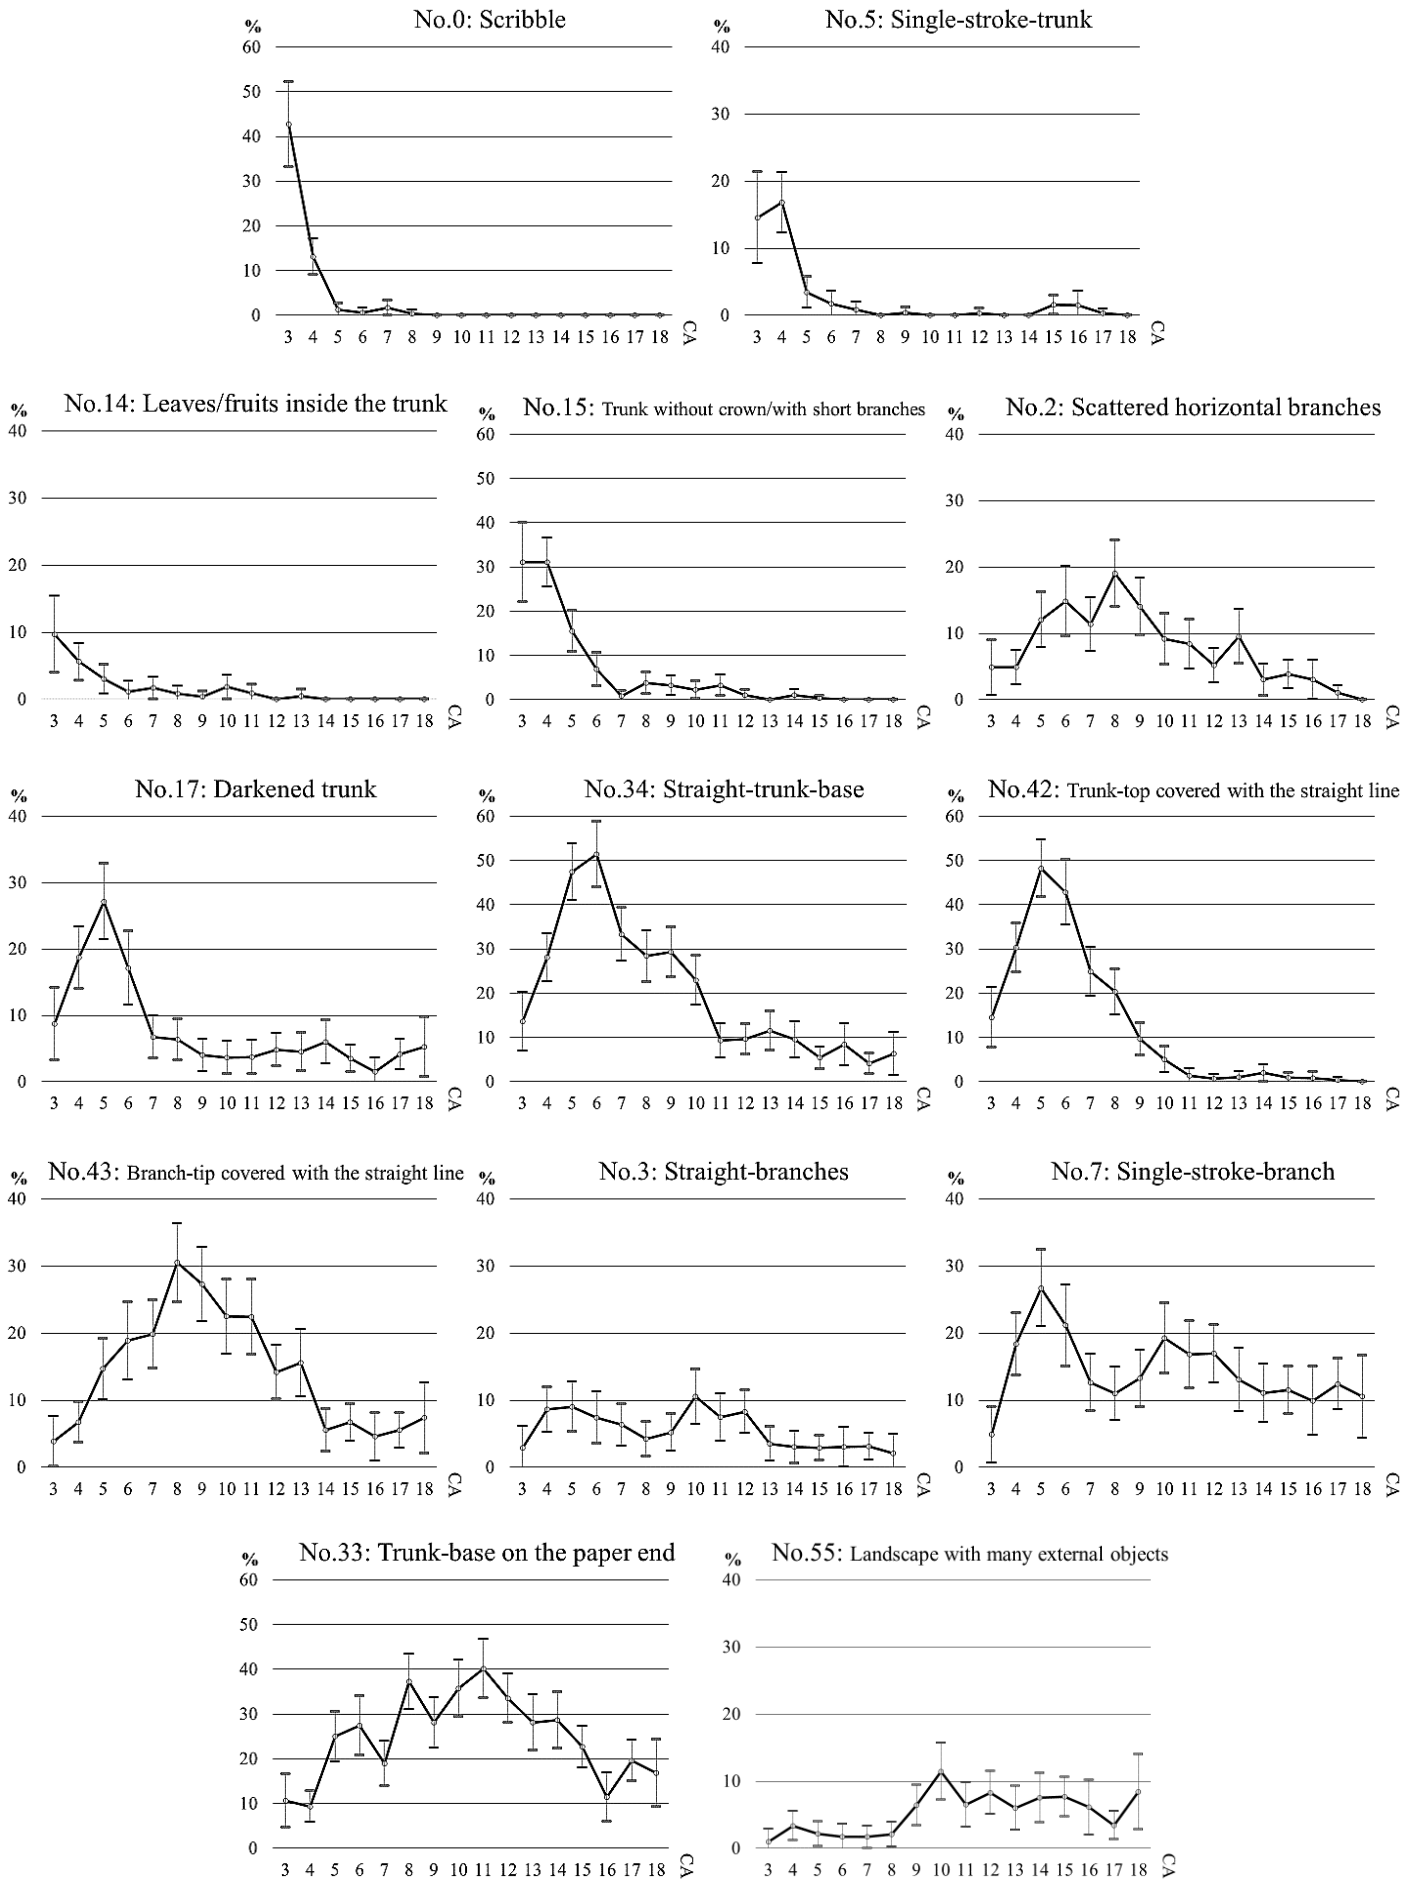 No.0: Scribble
%
60
50
40
30
20
10
0
3 4 5 6 7 8 9 10 11 12 13 14 15 16 17 18
CA
No.5: Single-stroke-trunk
%
40
30
20
10
0
3 4 5 6 7 8 9 10 11 12 13 14 15 16 17 18
CA
No.14: Leaves/fruits inside the trunk
%
40
30
20
10
0
3 4 5 6 7 8 9 10 11 12 13 14 15 16 17 18
CA
No.15: Trunk without crown/with short branches
%
60
50
40
30
20
10
0
3 4 5 6 7 8 9 10 11 12 13 14 15 16 17 18
CA
No.2: Scattered horizontal branches
%
40
30
20
10
0
3 4 5 6 7 8 9 10 11 12 13 14 15 16 17 18
CA
No.17: Darkened trunk
%
40
30
20
10
0
3 4 5 6 7 8 9 10 11 12 13 14 15 16 17 18
CA
No.34: Straight-trunk-base
%
60
50
40
30
20
10
0
3 4 5 6 7 8 9 10 11 12 13 14 15 16 17 18
CA
No.42: Trunk-top covered with the straight line
%
60
50
40
30
20
10
0
3 4 5 6 7 8 9 10 11 12 13 14 15 16 17 18
CA
No.43: Branch-tip covered with the straight line
%
40
30
20
10
0
3 4 5 6 7 8 9 10 11 12 13 14 15 16 17 18
CA
No.3: Straight-branches
%
40
30
20
10
0
3 4 5 6 7 8 9 10 11 12 13 14 15 16 17 18
CA
No.7: Single-stroke-branch
%
40
30
20
10
0
3 4 5 6 7 8 9 10 11 12 13 14 15 16 17 18
CA
No.33: Trunk-base on the paper end
%
60
50
40
30
20
10
0
3 4 5 6 7 8 9 10 11 12 13 14 15 16 17 18
CA
No.55: Landscape with many external objects
%
40
30
20
10
0
3 4 5 6 7 8 9 10 11 12 13 14 15 16 17 18
CA